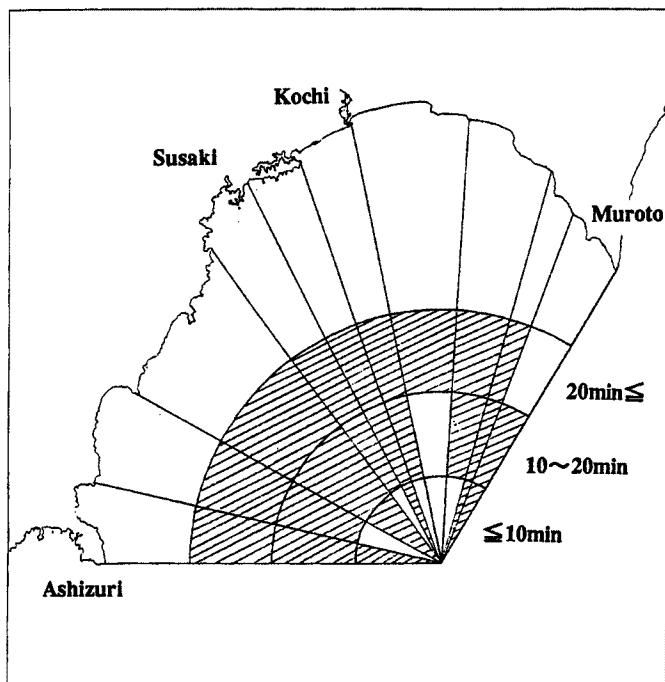 Kochi
Susaki
Muroto
20min≦
10～20min
≦10min
Ashizuri